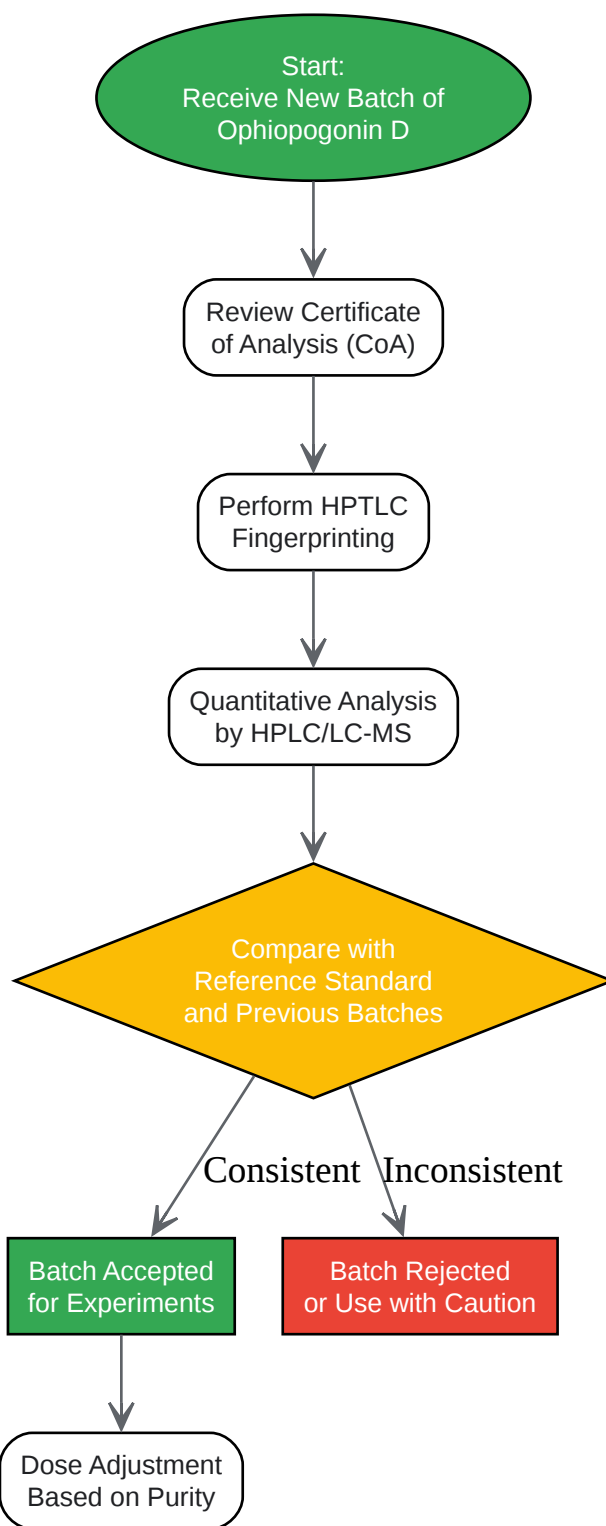 Start:
Receive New Batch of
Ophiopogonin D
Review Certificate
of Analysis (CoA)
Perform HPTLC
Fingerprinting
Quantitative Analysis
by HPLC/LC-MS
Compare with
Reference Standard
and Previous Batches
Consistent
Inconsistent
Batch Accepted
for Experiments
Batch Rejected
or Use with Caution
Dose Adjustment
Based on Purity